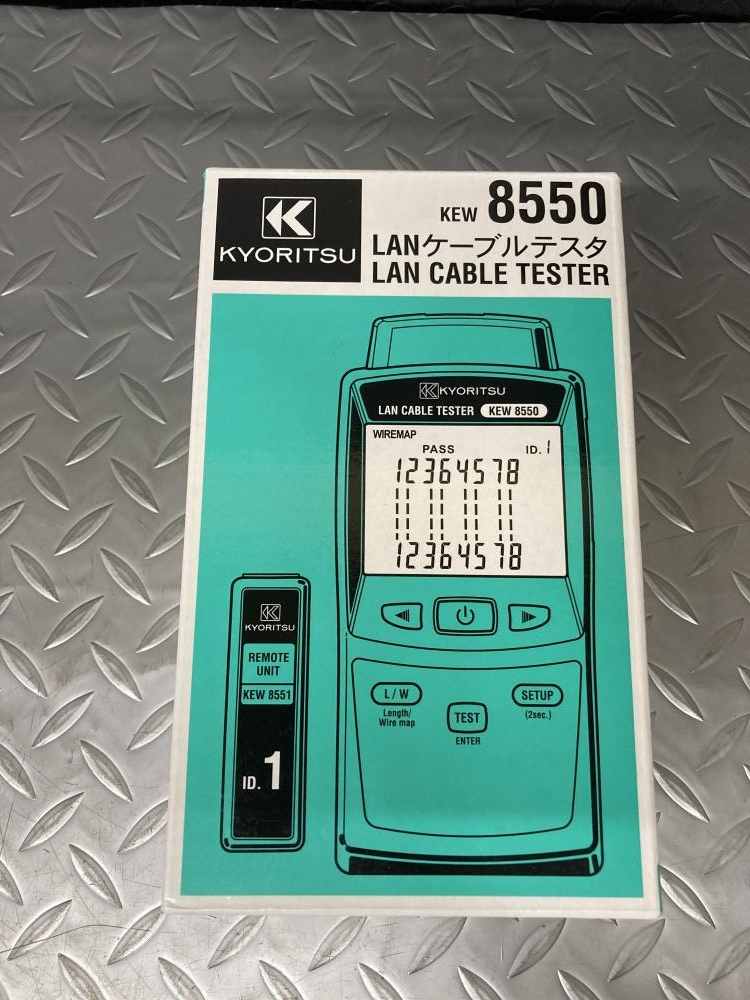 KYORITSU
KEW 8550
LANケーブルテスタ
LAN CABLE TESTER
KYORITSU
LAN CABLE TESTER KEW 8550
WIREMAP
PASS ID.1
12364578
12364578
KYORITSU
REMOTE
UNIT
KEW 8551
ID.1
L / W
Length/
Wire map
TEST
ENTER
SETUP
(2sec.)